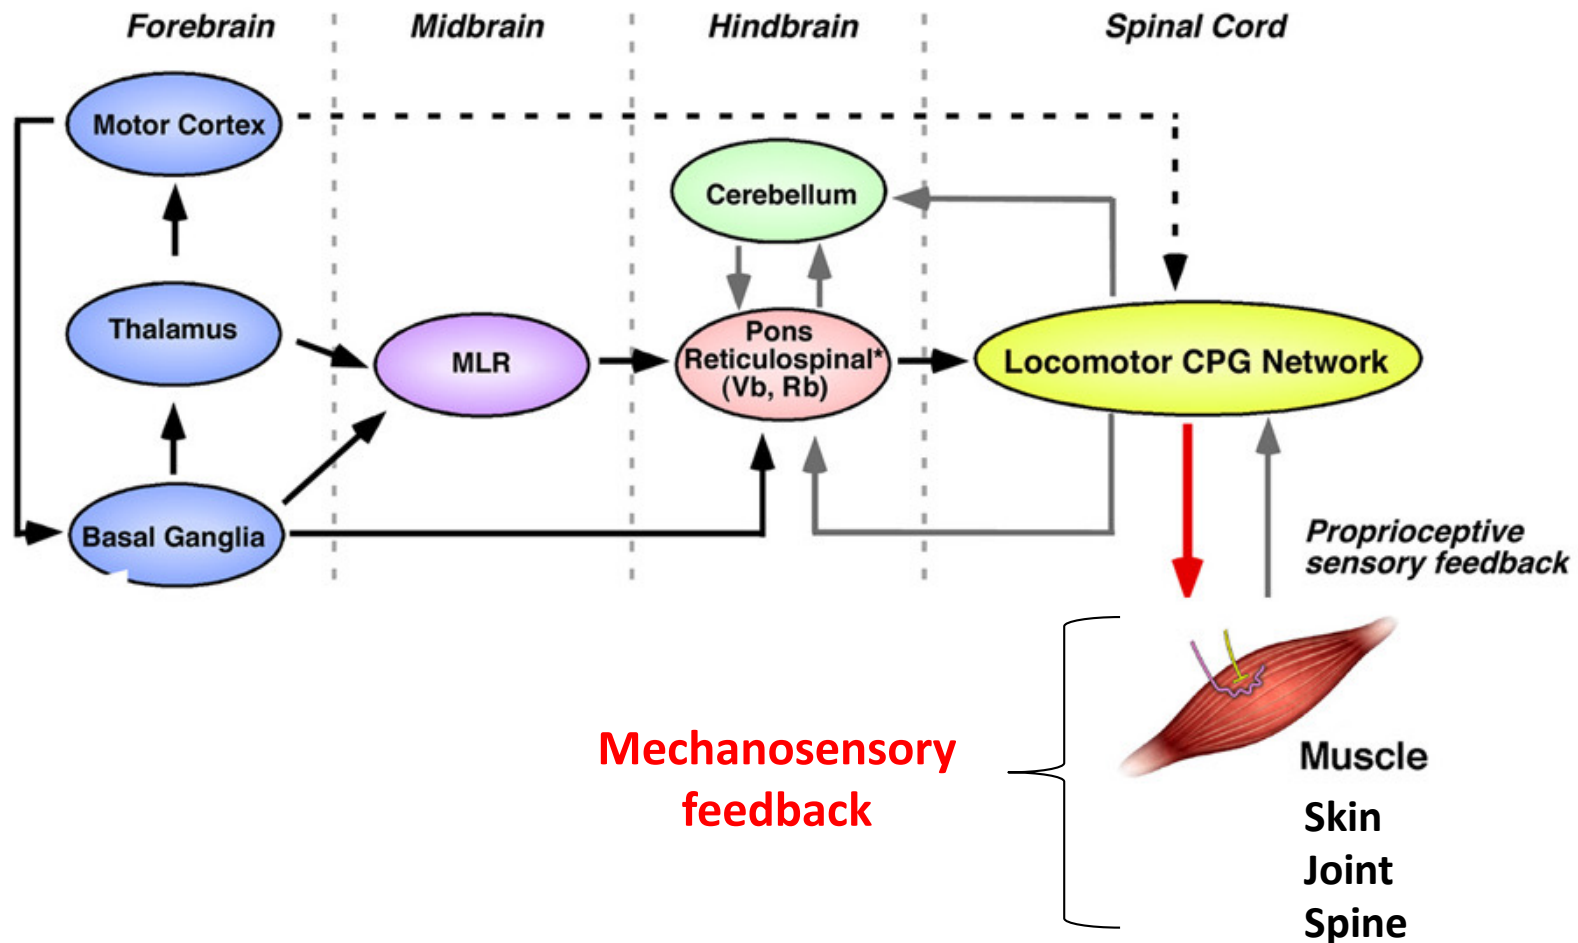 Forebrain
Midbrain
Hindbrain
Spinal Cord
Motor Cortex
Cerebellum
Thalamus
MLR
Pons
Reticulospinal*
(Vb, Rb)
Locomotor CPG Network
Basal Ganglia
Proprioceptive
sensory feedback
Mechanosensory
feedback
Muscle
Skin
Joint
Spine